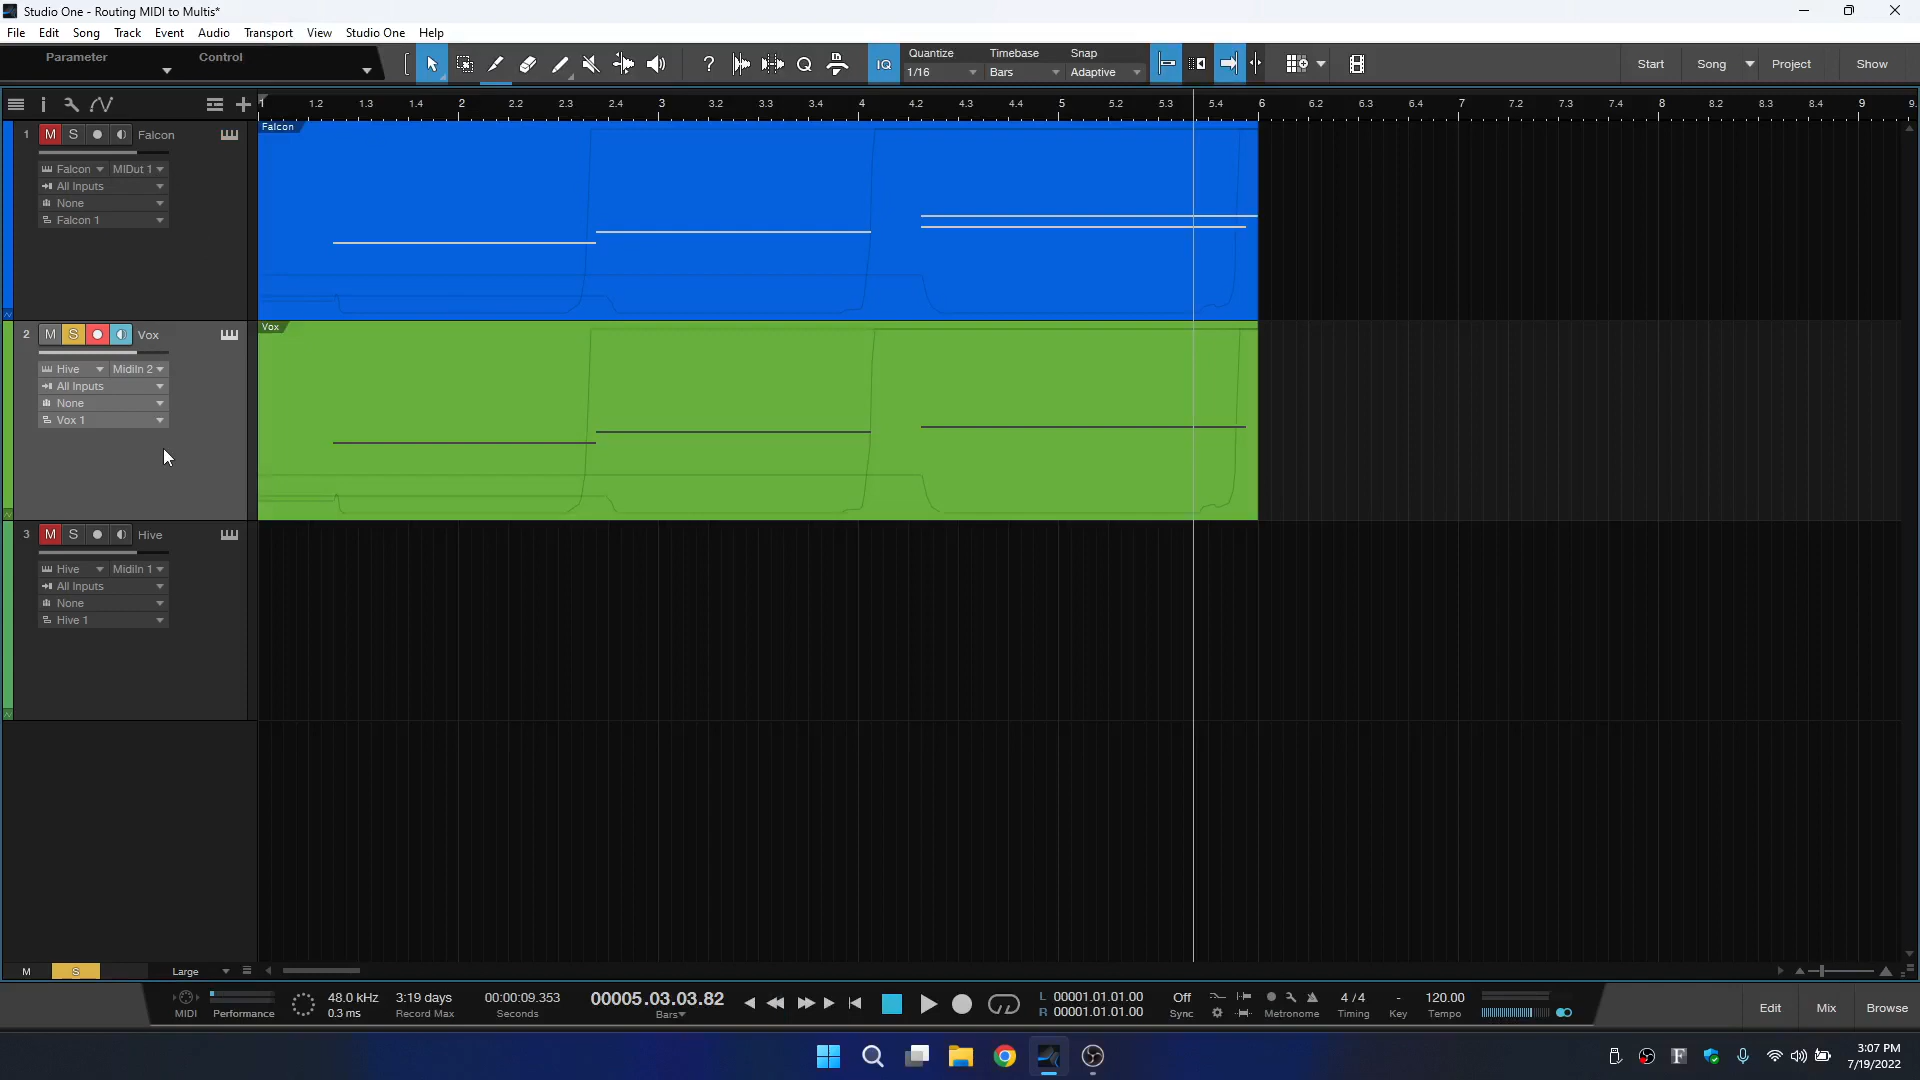 Studio One - Routing MIDI to Multis*
File Edit Song Track Event Audio Transport View Studio One Help
Parameter Control
IQ
Quantize Timebase Snap
1/16 Bars Adaptive
Start Song Project Show
1 1.2 1.3 1.4 2 2.2 2.3 2.4 3 3.2 3.3 3.4 4 4.2 4.3 4.4 5 5.2 5.3 5.4 6 6.2 6.3 6.4 7 7.2 7.3 7.4 8 8.2 8.3 8.4 9 9.
1 M S Falcon
Falcon MIDut 1
All Inputs
None
Falcon 1
Falcon
2 M S Vox
Hive MidiIn 2
All Inputs
None
Vox 1
Vox
3 M S Hive
Hive MidiIn 1
All Inputs
None
Hive 1
M S Large
MIDI Performance
48.0 kHz
0.3 ms
3:19 days
Record Max
00:00:09.353
Seconds
00005.03.03.82
Bars
L 00001.01.01.00
R 00001.01.01.00
Off
Sync
Metronome
4 / 4
Timing
-
Key
120.00
Tempo
Edit Mix Browse
3:07 PM
7/19/2022